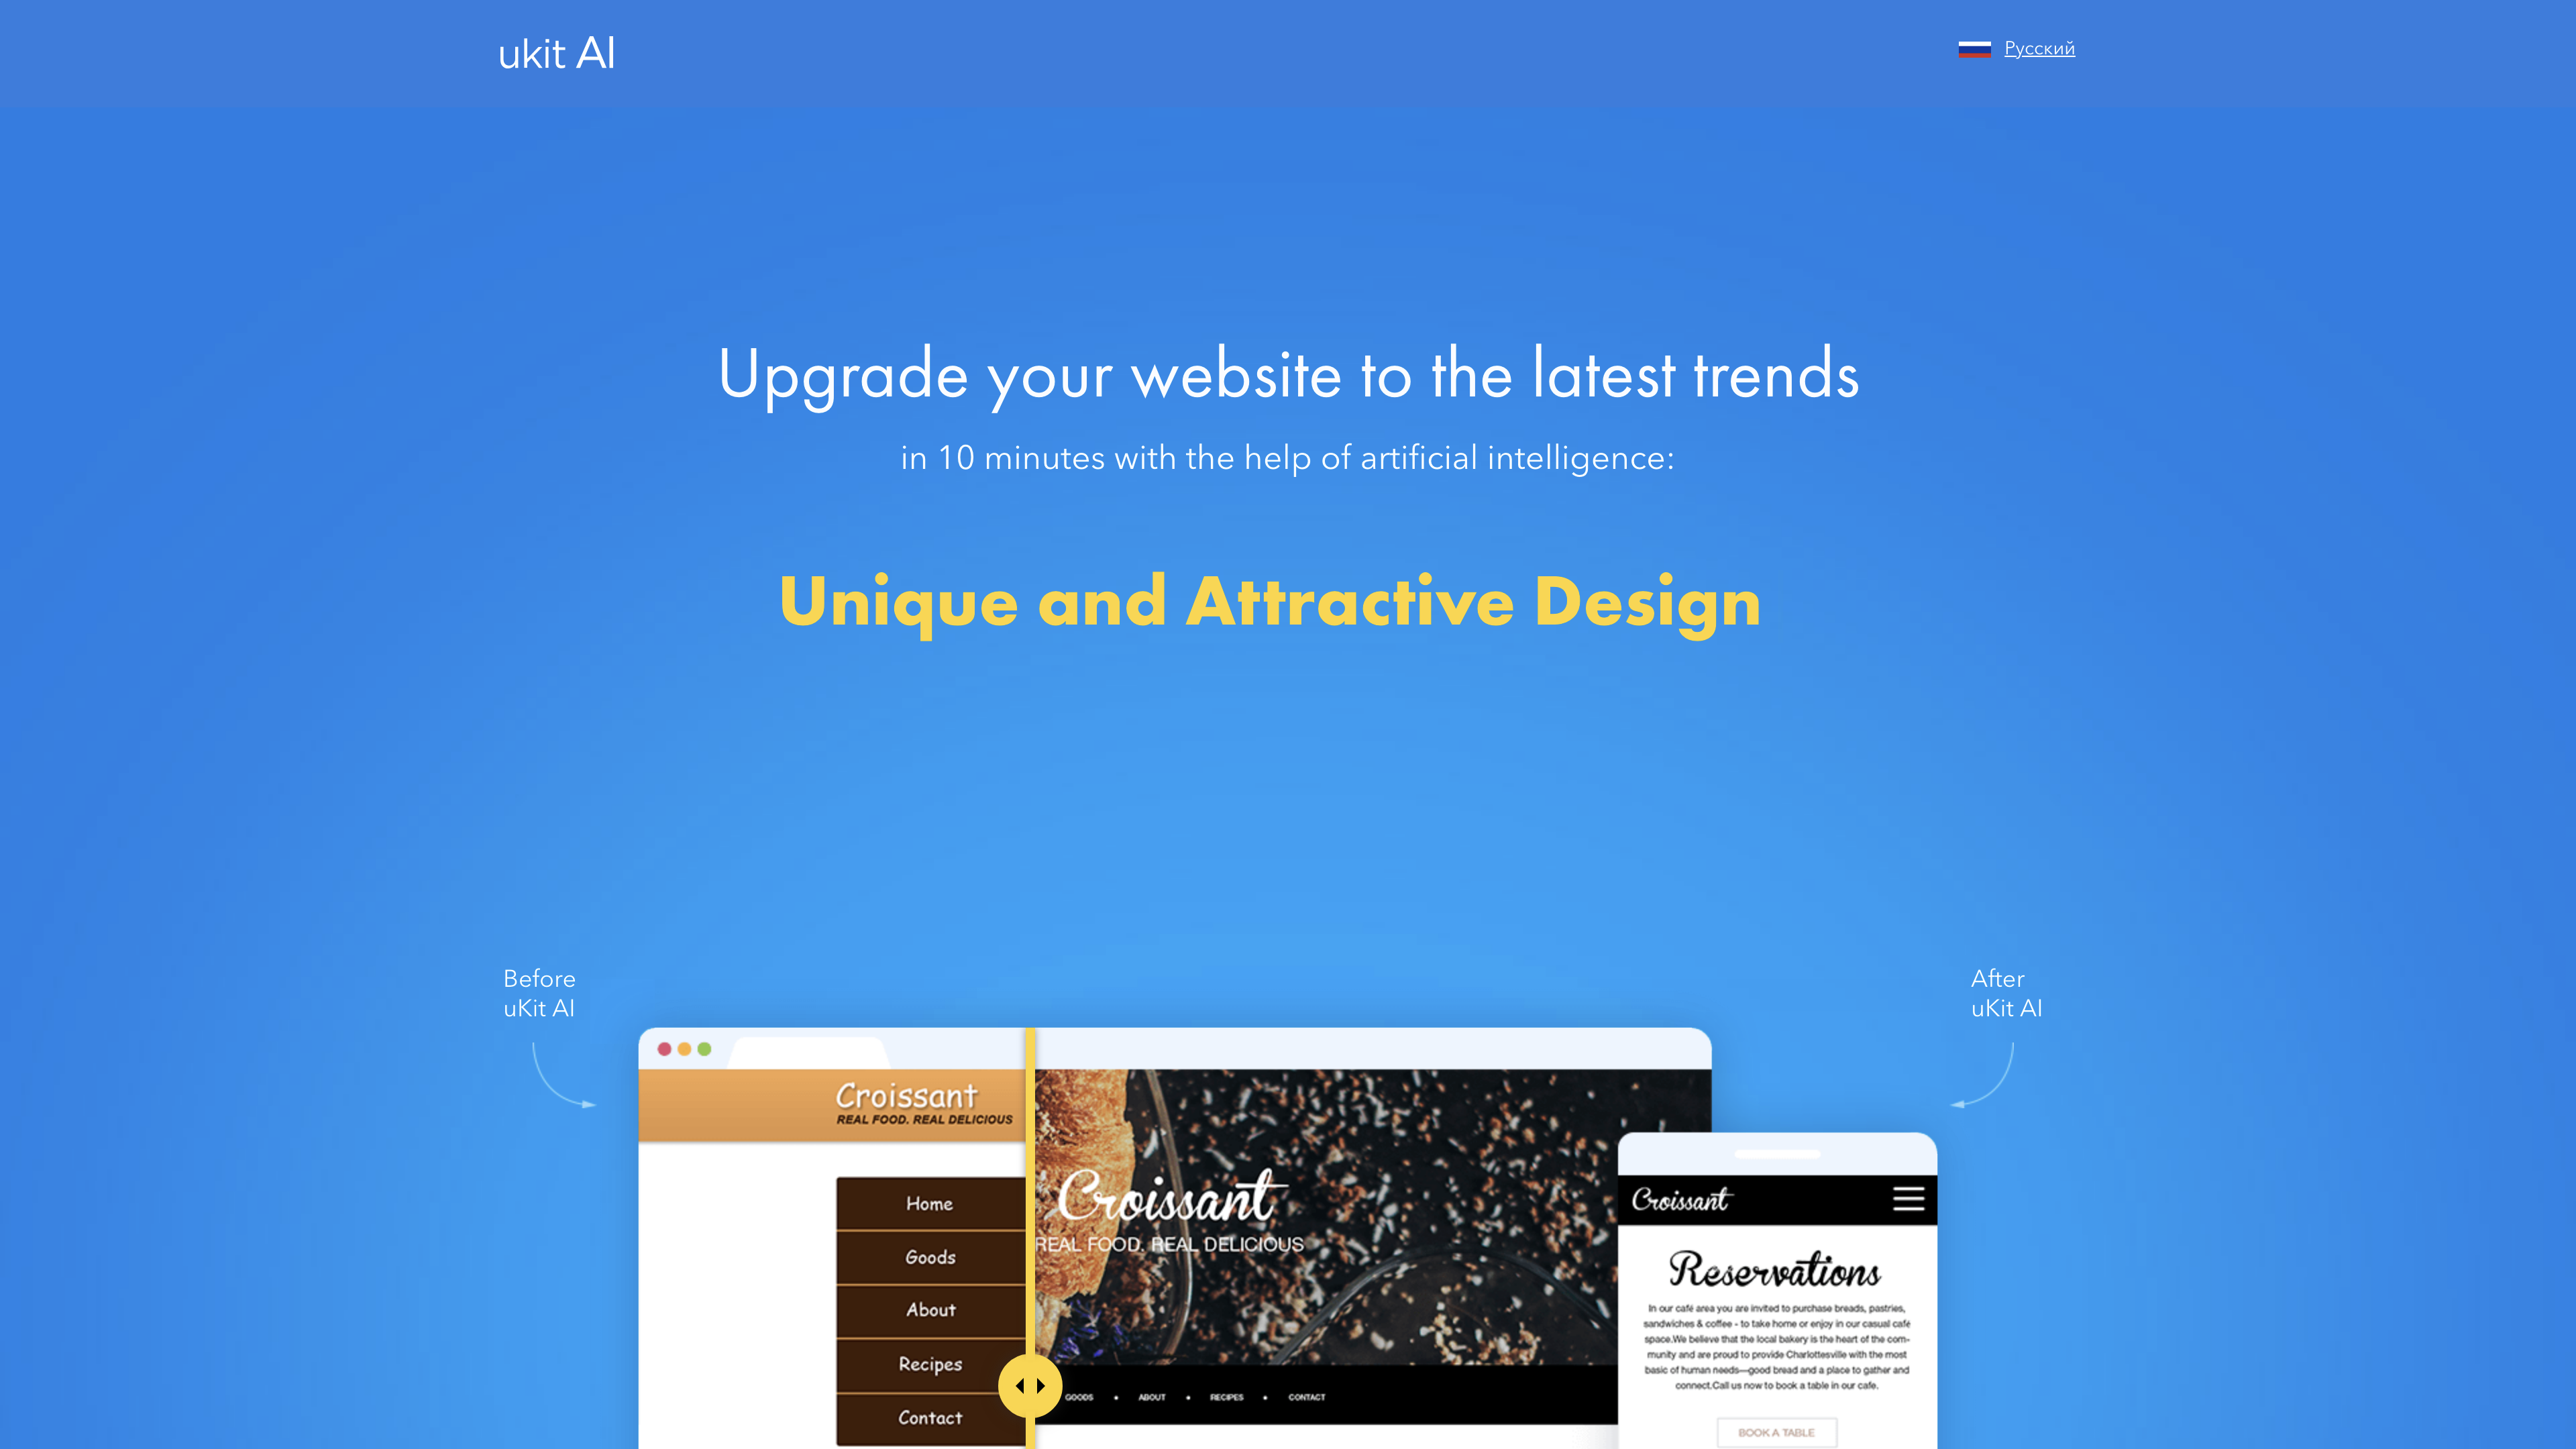 ukit AI
Русский
Upgrade your website to the latest trends
in 10 minutes with the help of artificial intelligence:
Unique and Attractive Design
Before
uKit AI
After
uKit AI
Croissant
REAL FOOD. REAL DELICIOUS
Home
Goods
About
Recipes
Contact
Croissant
REAL FOOD. REAL DELICIOUS
GOODS • ABOUT • RECIPES • CONTACT
Croissant
Reservations
In our café area you are invited to purchase breads, pastries,
sandwiches & coffee - to take home or enjoy in our casual café
space.We believe that the local bakery is the heart of the com-
munity and are proud to provide Charlottesville with the most
basic of human needs—good bread and a place to gather and
connect.Call us now to book a table in our cafe.
BOOK A TABLE